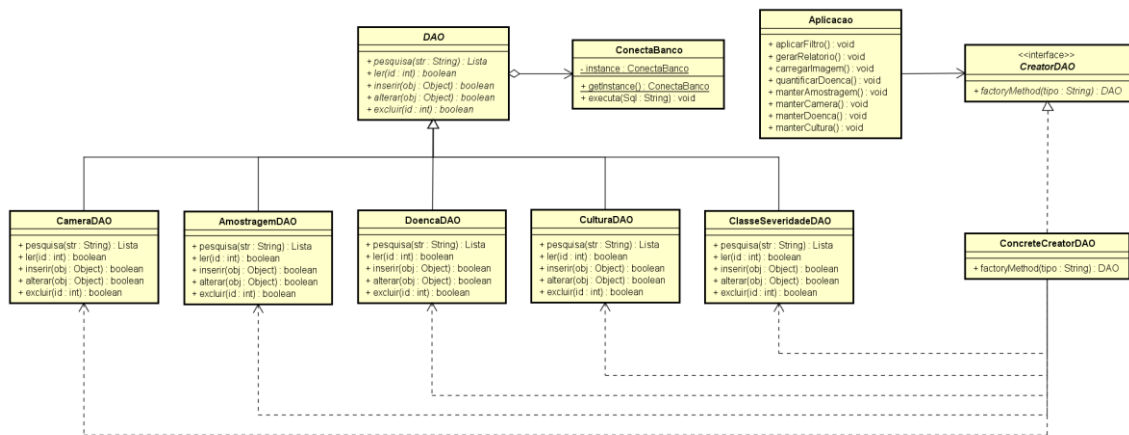 DAO
+ pesquisa(str : String) : Lista
+ ler(id : int) : boolean
+ inserir(obj : Object) : boolean
+ alterar(obj : Object) : boolean
+ excluir(id : int) : boolean
ConectaBanco
- instance : ConectaBanco
+ getInstance() : ConectaBanco
+ executa(Sql : String) : void
Aplicacao
+ aplicarFiltro() : void
+ gerarRelatorio() : void
+ carregarImagem() : void
+ quantificarDoenca() : void
+ manterAmostragem() : void
+ manterCamera() : void
+ manterDoenca() : void
+ manterCultura() : void
<<interface>>
CreatorDAO
+ factoryMethod(tipo : String) : DAO
CameraDAO
+ pesquisa(str : String) : Lista
+ ler(id : int) : boolean
+ inserir(obj : Object) : boolean
+ alterar(obj : Object) : boolean
+ excluir(id : int) : boolean
AmostragemDAO
+ pesquisa(str : String) : Lista
+ ler(id : int) : boolean
+ inserir(obj : Object) : boolean
+ alterar(obj : Object) : boolean
+ excluir(id : int) : boolean
DoencaDAO
+ pesquisa(str : String) : Lista
+ ler(id : int) : boolean
+ inserir(obj : Object) : boolean
+ alterar(obj : Object) : boolean
+ excluir(id : int) : boolean
CulturaDAO
+ pesquisa(str : String) : Lista
+ ler(id : int) : boolean
+ inserir(obj : Object) : boolean
+ alterar(obj : Object) : boolean
+ excluir(id : int) : boolean
ClasseSeveridadeDAO
+ pesquisa(str : String) : Lista
+ ler(id : int) : boolean
+ inserir(obj : Object) : boolean
+ alterar(obj : Object) : boolean
+ excluir(id : int) : boolean
ConcreteCreatorDAO
+ factoryMethod(tipo : String) : DAO